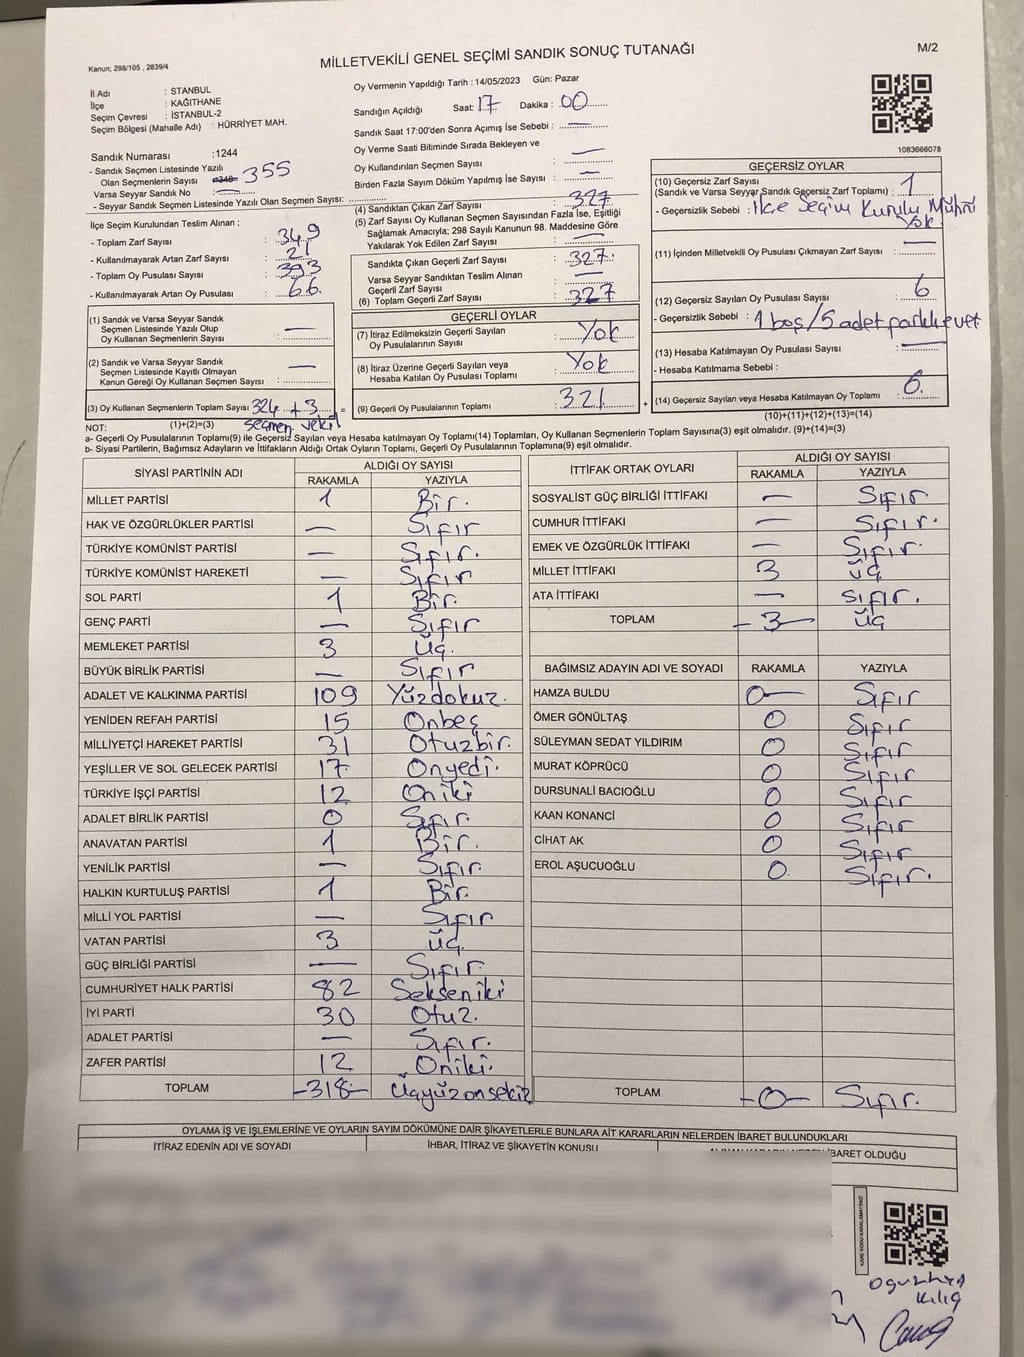 Kanun; 298/105 , 2839/4
MİLLETVEKİLİ GENEL SEÇİMİ SANDIK SONUÇ TUTANAĞI
M/2
İl Adı : STANBUL
İlçe : KAĞITHANE
Seçim Çevresi : İSTANBUL-2
Seçim Bölgesi (Mahalle Adı) : HÜRRİYET MAH.
Sandık Numarası :1244
- Sandık Seçmen Listesinde Yazılı
Olan Seçmenlerin Sayısı 355
Varsa Seyyar Sandık No : —
- Seyyar Sandık Seçmen Listesinde Yazılı Olan Seçmen Sayısı:
Oy Vermenin Yapıldığı Tarih : 14/05/2023 Gün: Pazar
Sandığın Açıldığı Saat: 17 Dakika : 00
Sandık Saat 17:00'den Sonra Açımış İse Sebebi : —
Oy Verme Saati Bitiminde Sırada Bekleyen ve
Oy Kullandırılan Seçmen Sayısı : —
Birden Fazla Sayım Döküm Yapılmış İse Sayısı : —
1083666078
İlçe Seçim Kurulundan Teslim Alınan ;
- Toplam Zarf Sayısı : 349
- Kullanılmayarak Artan Zarf Sayısı : 21
- Toplam Oy Pusulası Sayısı : 393
- Kullanılmayarak Artan Oy Pusulası : 66.
(1) Sandık ve Varsa Seyyar Sandık
Seçmen Listesinde Yazılı Olup
Oy Kullanan Seçmenlerin Sayısı : —
(2) Sandık ve Varsa Seyyar Sandık
Seçmen Listesinde Kayıtlı Olmayan
Kanun Gereği Oy Kullanan Seçmen Sayısı : —
(3) Oy Kullanan Seçmenlerin Toplam Sayısı 324 + 3 =
(1)+(2)=(3) seçmen vekil
(4) Sandıktan Çıkan Zarf Sayısı : 327
(5) Zarf Sayısı Oy Kullanan Seçmen Sayısından Fazla İse, Eşitliği
Sağlamak Amacıyla; 298 Sayılı Kanunun 98. Maddesine Göre
Yakılarak Yok Edilen Zarf Sayısı : —
Sandıkta Çıkan Geçerli Zarf Sayısı : 327.
Varsa Seyyar Sandıktan Teslim Alınan
Geçerli Zarf Sayısı : —
(6) Toplam Geçerli Zarf Sayısı : 327
GEÇERLİ OYLAR
(7) İtiraz Edilmeksizin Geçerli Sayılan
Oy Pusulalarının Sayısı : Yok
(8) İtiraz Üzerine Geçerli Sayılan veya
Hesaba Katılan Oy Pusulası Toplamı : Yok
(9) Geçerli Oy Pusulalarının Toplamı : 321 +
GEÇERSİZ OYLAR
(10) Geçersiz Zarf Sayısı
(Sandık ve Varsa Seyyar Sandık Geçersiz Zarf Toplamı) : 1
- Geçersizlik Sebebi : İlçe Seçim Kurulu Mührü
Yok.
(11) İçinden Milletvekili Oy Pusulası Çıkmayan Zarf Sayısı : —
(12) Geçersiz Sayılan Oy Pusulası Sayısı : 6
- Geçersizlik Sebebi : 1 boş / 5 adet
(13) Hesaba Katılmayan Oy Pusulası Sayısı : —
- Hesaba Katılmama Sebebi :
(14) Geçersiz Sayılan veya Hesaba Katılmayan Oy Toplamı : 6.
(10)+(11)+(12)+(13)=(14)
NOT:
a- Geçerli Oy Pusulalarının Toplamı(9) ile Geçersiz Sayılan veya Hesaba katılmayan Oy Toplamı(14) Toplamları, Oy Kullanan Seçmenlerin Toplam Sayısına(3) eşit olmalıdır. (9)+(14)=(3)
b- Siyasi Partilerin, Bağımsız Adayların ve İttifakların Aldığı Ortak Oyların Toplamı, Geçerli Oy Pusulalarının Toplamına(9) eşit olmalıdır.
SİYASİ PARTİNİN ADI ALDIĞI OY SAYISI
RAKAMLA YAZIYLA
MİLLET PARTİSİ 1 Bir.
HAK VE ÖZGÜRLÜKLER PARTİSİ — Sıfır
TÜRKİYE KOMÜNİST PARTİSİ — Sıfır.
TÜRKİYE KOMÜNİST HAREKETİ — Sıfır
SOL PARTİ 1 Bir.
GENÇ PARTİ — Sıfır
MEMLEKET PARTİSİ 3 Üç.
BÜYÜK BİRLİK PARTİSİ — Sıfır
ADALET VE KALKINMA PARTİSİ 109 Yüzdokuz.
YENİDEN REFAH PARTİSİ 15 Onbeş
MİLLİYETÇİ HAREKET PARTİSİ 31 Otuzbir.
YEŞİLLER VE SOL GELECEK PARTİSİ 17 Onyedi.
TÜRKİYE İŞÇİ PARTİSİ 12 Oniki
ADALET BİRLİK PARTİSİ 0 Sıfır.
ANAVATAN PARTİSİ 1 Bir.
YENİLİK PARTİSİ — Sıfır.
HALKIN KURTULUŞ PARTİSİ 1 Bir.
MİLLİ YOL PARTİSİ — Sıfır
VATAN PARTİSİ 3 Üç.
GÜÇ BİRLİĞİ PARTİSİ — Sıfır.
CUMHURİYET HALK PARTİSİ 82 Sekseniki
İYİ PARTİ 30 Otuz.
ADALET PARTİSİ — Sıfır.
ZAFER PARTİSİ 12 Oniki.
TOPLAM -318- Üçyüzonsekiz
İTTİFAK ORTAK OYLARI ALDIĞI OY SAYISI
RAKAMLA YAZIYLA
SOSYALİST GÜÇ BİRLİĞİ İTTİFAKI — Sıfır
CUMHUR İTTİFAKI — Sıfır.
EMEK VE ÖZGÜRLÜK İTTİFAKI — Sıfır.
MİLLET İTTİFAKI 3 Üç
ATA İTTİFAKI — Sıfır.
TOPLAM -3- Üç
BAĞIMSIZ ADAYIN ADI VE SOYADI RAKAMLA YAZIYLA
HAMZA BULDU 0— Sıfır
ÖMER GÖNÜLTAŞ 0 Sıfır
SÜLEYMAN SEDAT YILDIRIM 0 Sıfır
MURAT KÖPRÜCÜ 0 Sıfır
DURSUNALİ BACIOĞLU 0 Sıfır
KAAN KONANCİ 0 Sıfır
CİHAT AK 0 Sıfır
EROL AŞUCUOĞLU 0 Sıfır.
TOPLAM -0- Sıfır.
OYLAMA İŞ VE İŞLEMLERİNE VE OYLARIN SAYIM DÖKÜMÜNE DAİR ŞİKAYETLERLE BUNLARA AİT KARARLARIN NELERDEN İBARET BULUNDUKLARI
İTİRAZ EDENİN ADI VE SOYADI İHBAR, İTİRAZ VE ŞİKAYETİN KONUSU İBARET OLDUĞU
KARE KODU KARALAMAYINIZ!
Oguzhan
Kılıç